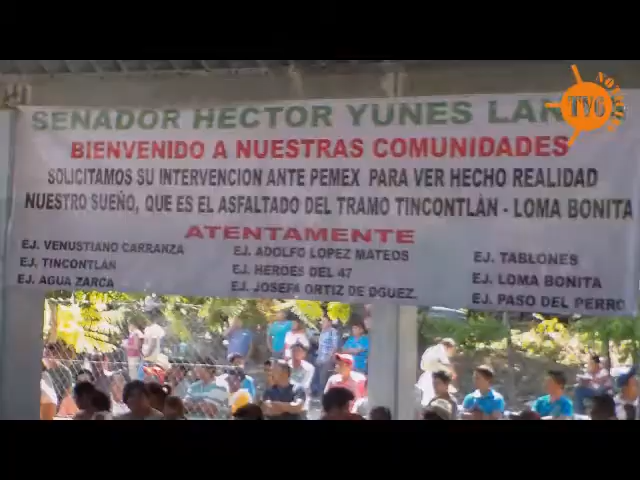 SENADOR HECTOR YUNES LAN
BIENVENIDO A NUESTRAS COMUNIDADES
SOLICITAMOS SU INTERVENCION ANTE PEMEX PARA VER HECHO REALIDAD
NUESTRO SUEÑO, QUE ES EL ASFALTADO DEL TRAMO TINCONTLÀN - LOMA BONITA
ATENTAMENTE
EJ. VENUSTIANO CARRANZA
EJ. TINCONTLÀN
EJ. AGUA ZARCA
EJ. ADOLFO LOPEZ MATEOS
EJ. HEROES DEL 47
EJ. JOSEFA ORTIZ DE DGUEZ.
EJ. TABLONES
EJ. LOMA BONITA
EJ. PASO DEL PERRO
TVG